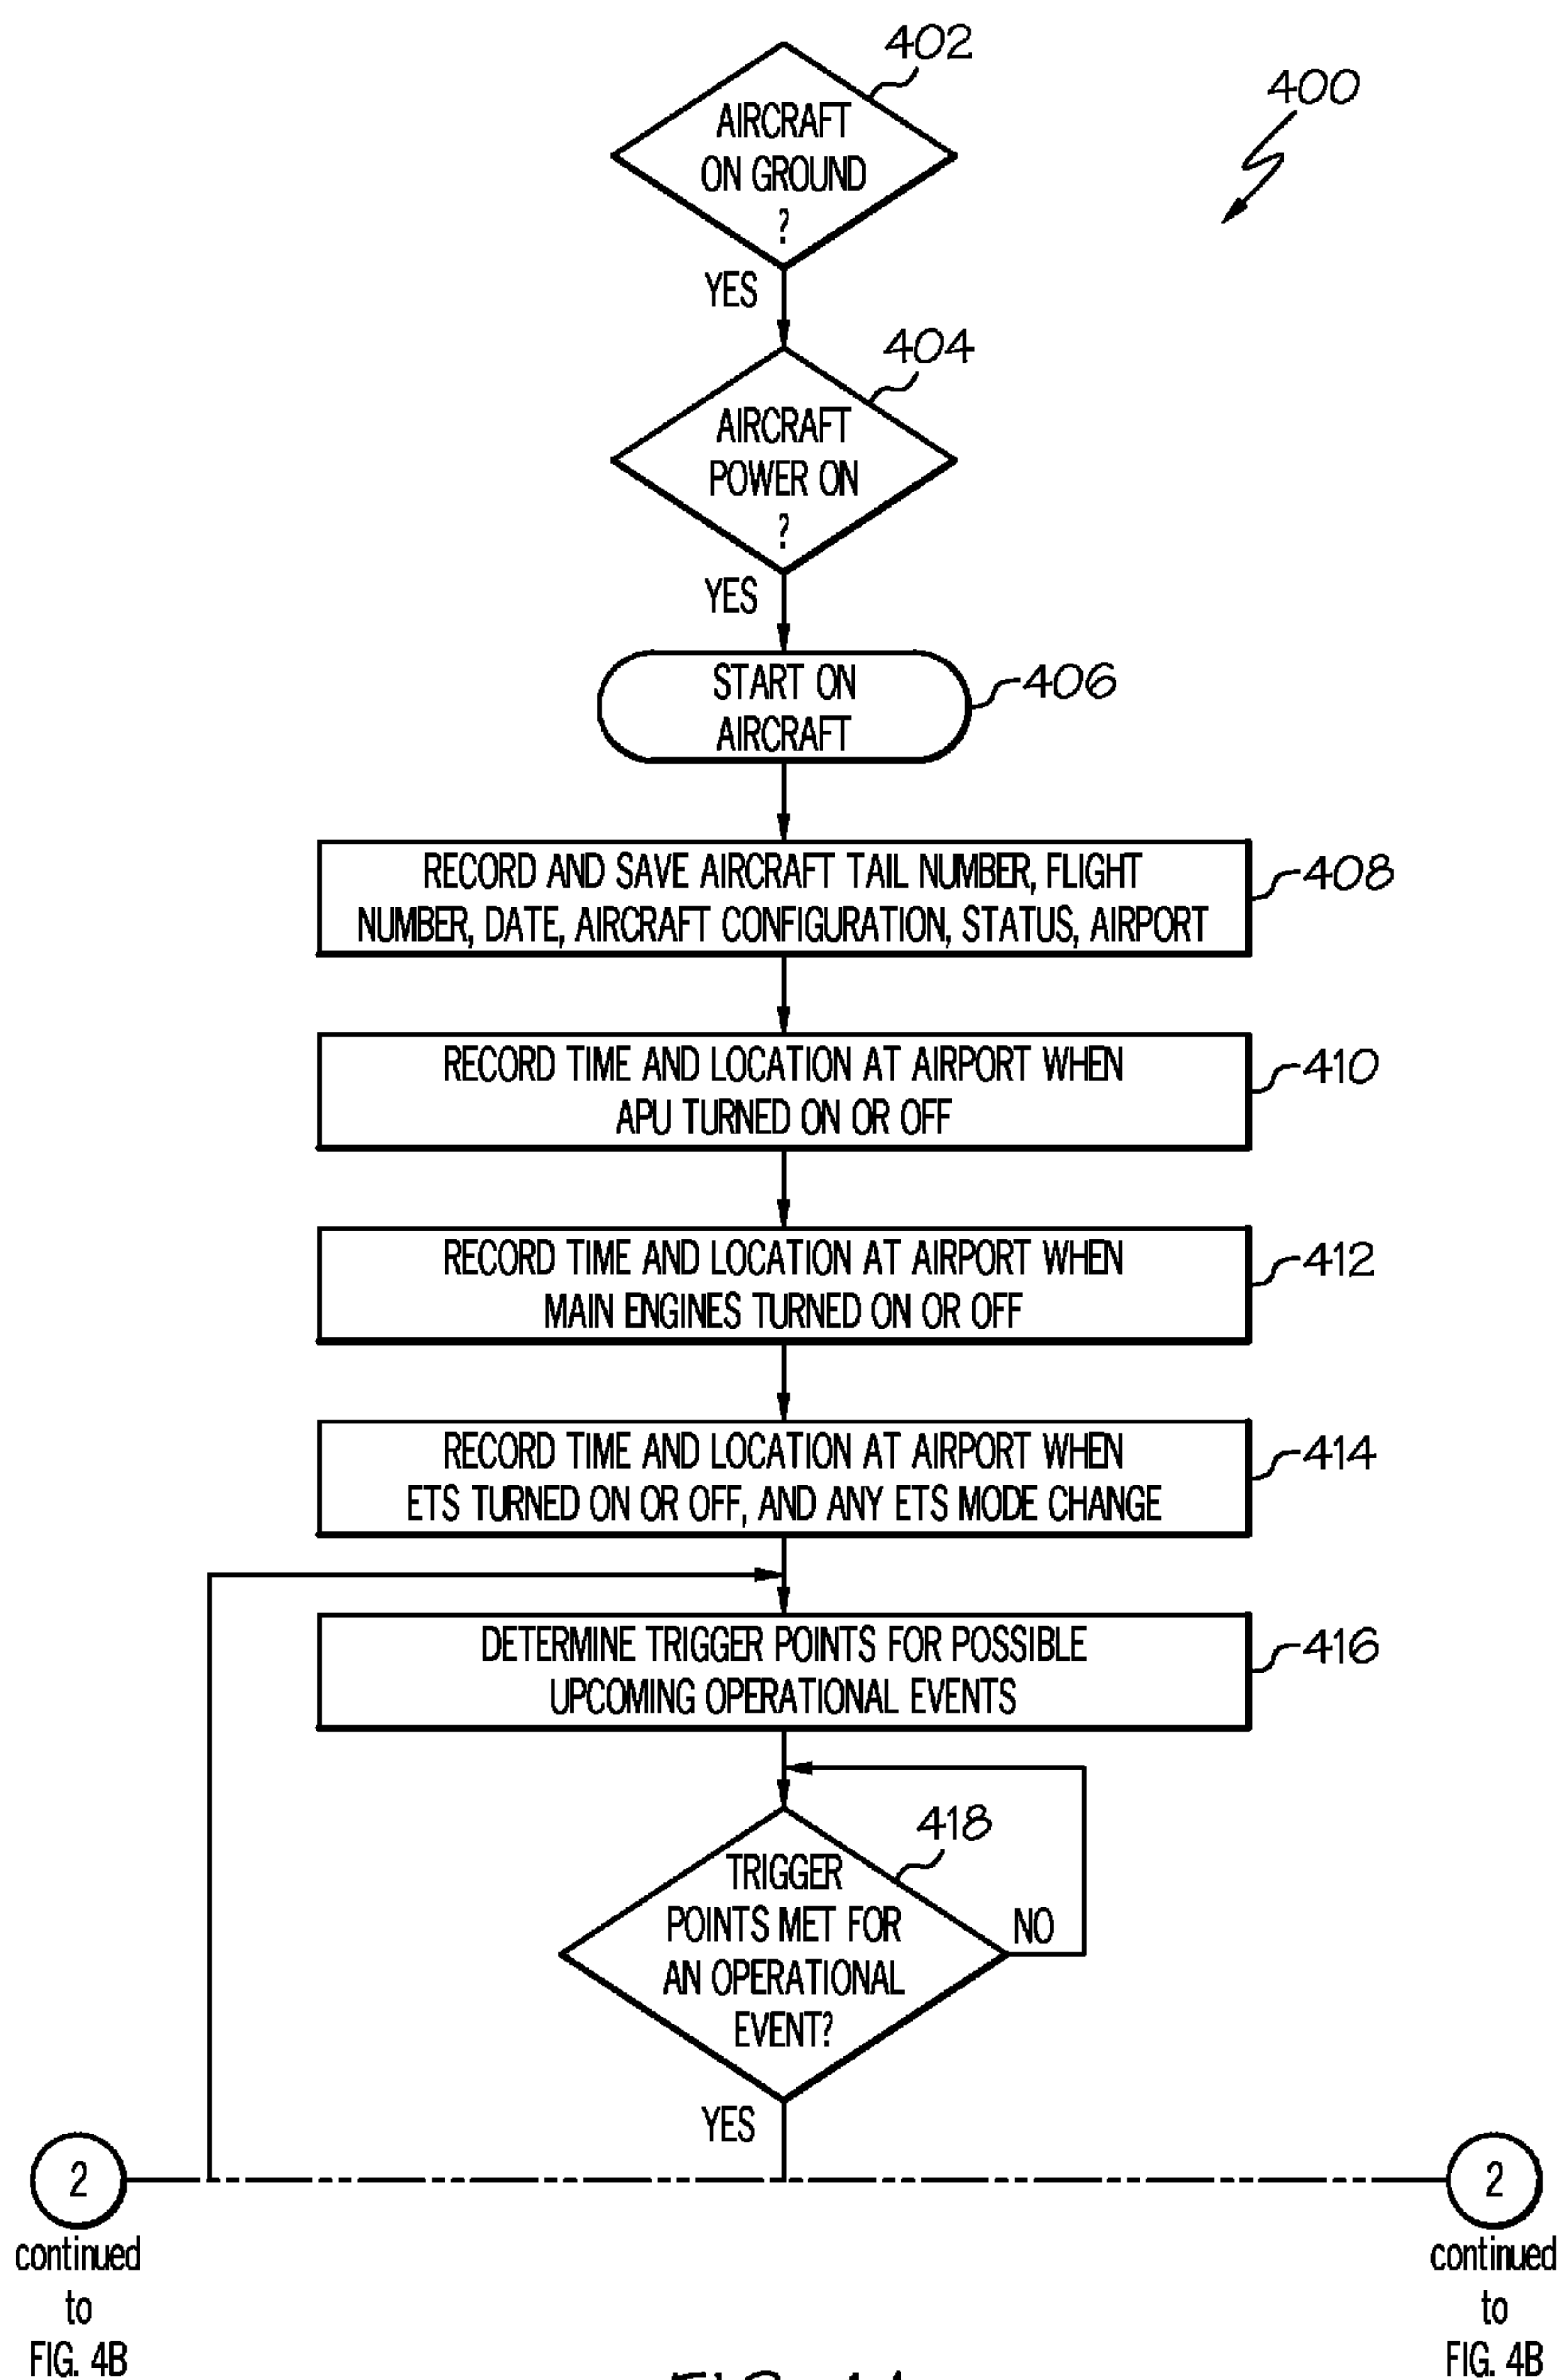 402
400
AIRCRAFT
ON GROUND
?
YES
404
AIRCRAFT
POWER ON
?
YES
START ON
AIRCRAFT
406
RECORD AND SAVE AIRCRAFT TAIL NUMBER, FLIGHT
NUMBER, DATE, AIRCRAFT CONFIGURATION, STATUS, AIRPORT
408
RECORD TIME AND LOCATION AT AIRPORT WHEN
APU TURNED ON OR OFF
410
RECORD TIME AND LOCATION AT AIRPORT WHEN
MAIN ENGINES TURNED ON OR OFF
412
RECORD TIME AND LOCATION AT AIRPORT WHEN
ETS TURNED ON OR OFF, AND ANY ETS MODE CHANGE
414
DETERMINE TRIGGER POINTS FOR POSSIBLE
UPCOMING OPERATIONAL EVENTS
416
418
TRIGGER
POINTS MET FOR
AN OPERATIONAL
EVENT?
NO
YES
2
continued
to
FIG. 4B
2
continued
to
FIG. 4B